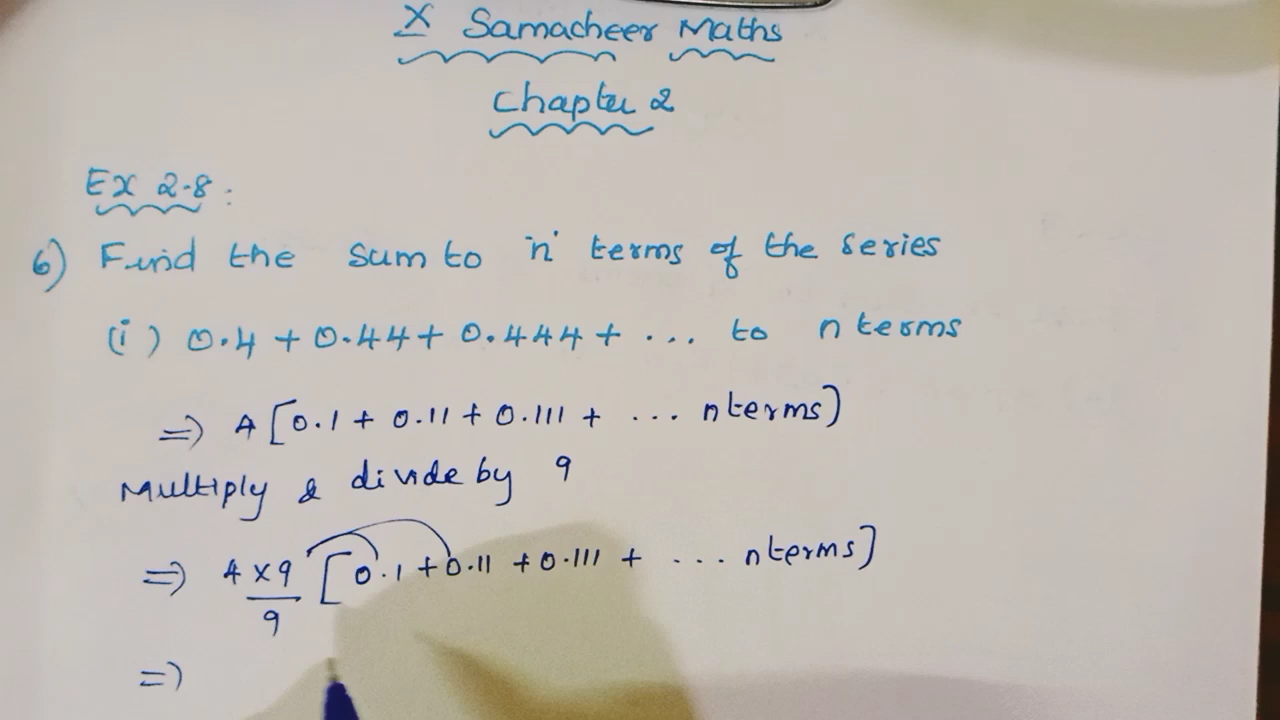 X Samacheer Maths
Chapter 2
Ex 2.8:
6) Find the sum to 'n' terms of the series
(i) 0.4 + 0.44 + 0.444 + ... to n terms
=> 4 [0.1 + 0.11 + 0.111 + ... n terms]
Multiply & divide by 9
=> 4 × 9 / 9 [0.1 + 0.11 + 0.111 + ... n terms]
=>